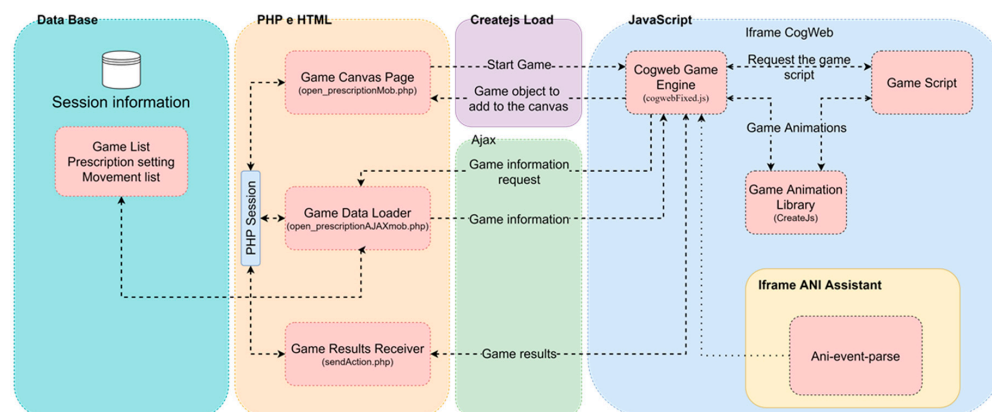 Data Base
PHP e HTML
Createjs Load
JavaScript
Iframe CogWeb
Session information
Game List
Prescription setting
Movement list
Game Canvas Page
(open_prescriptionMob.php)
PHP Session
Game Data Loader
(open_prescriptionAJAXmob.php)
Game Results Receiver
(sendAction.php)
Start Game
Game object to
add to the canvas
Ajax
Game information
request
Game information
Game results
Cogweb Game
Engine
(cogwebFixed.js)
Request the game
script
Game Script
Game Animations
Game Animation
Library
(CreateJs)
Iframe ANI Assistant
Ani-event-parse